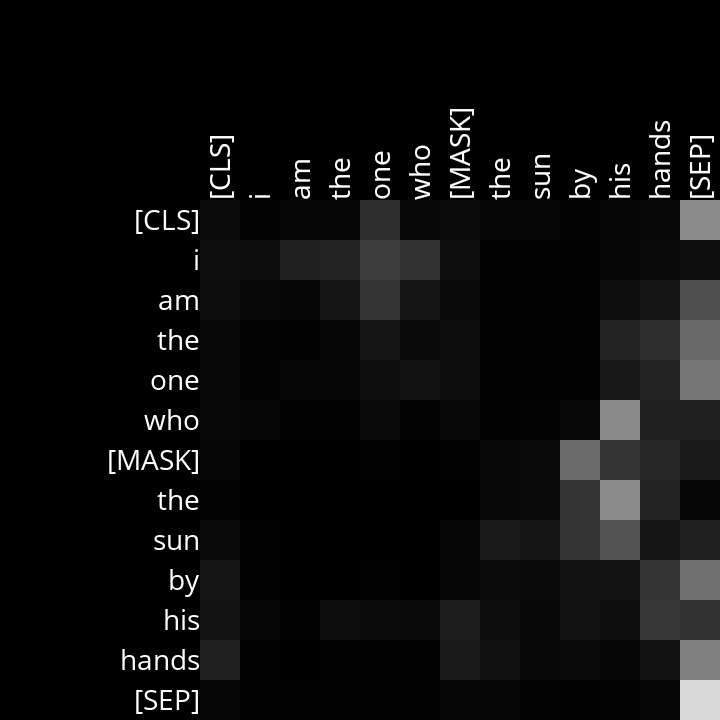 [CLS] i am the one who [MASK] the sun by his hands [SEP]
[CLS]
i
am
the
one
who
[MASK]
the
sun
by
his
hands
[SEP]